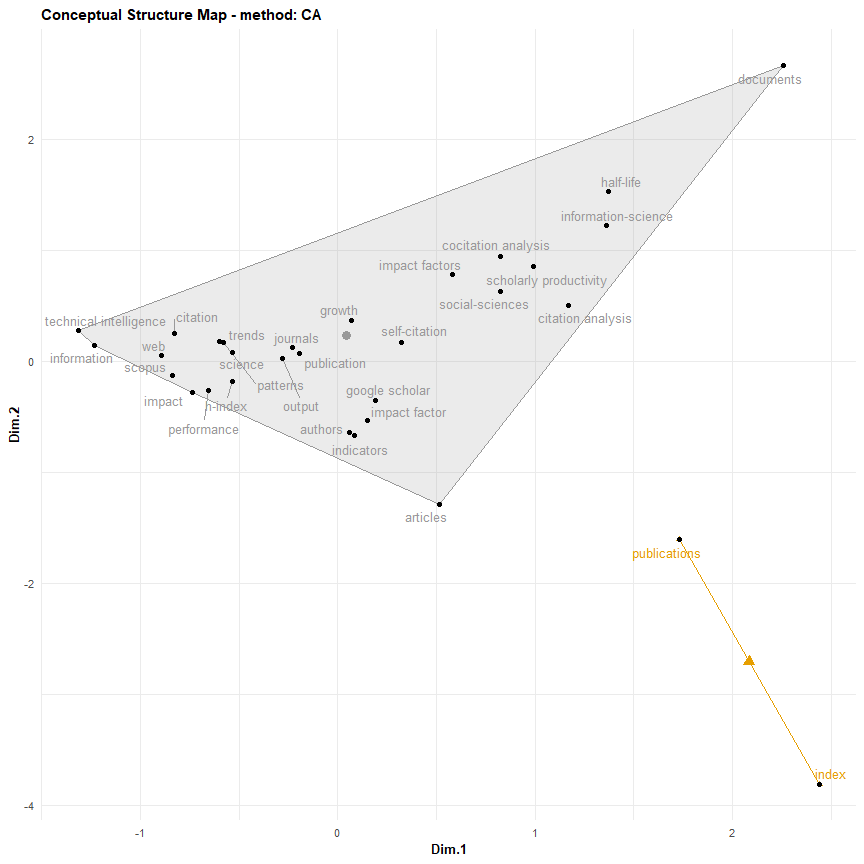 Conceptual Structure Map - method: CA
documents
half-life
information-science
cocitation analysis
impact factors
scholarly productivity
social-sciences
growth
citation
technical intelligence
citation analysis
self-citation
trends
journals
web
information
science
publication
scopus
patterns
google scholar
impact
h-index
output
impact factor
performance
authors
indicators
articles
publications
index
2
0
-2
-4
Dim.2
-1
0
1
2
Dim.1